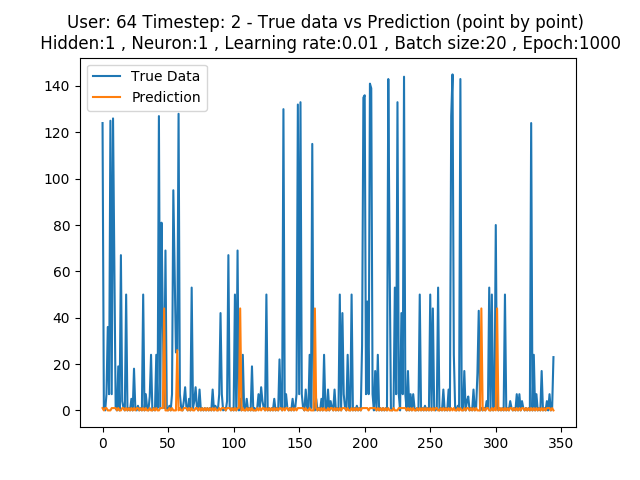 User: 64 Timestep: 2 - True data vs Prediction (point by point)
Hidden:1 , Neuron:1 , Learning rate:0.01 , Batch size:20 , Epoch:1000
True Data
Prediction
140
120
100
80
60
40
20
0
0 50 100 150 200 250 300 350